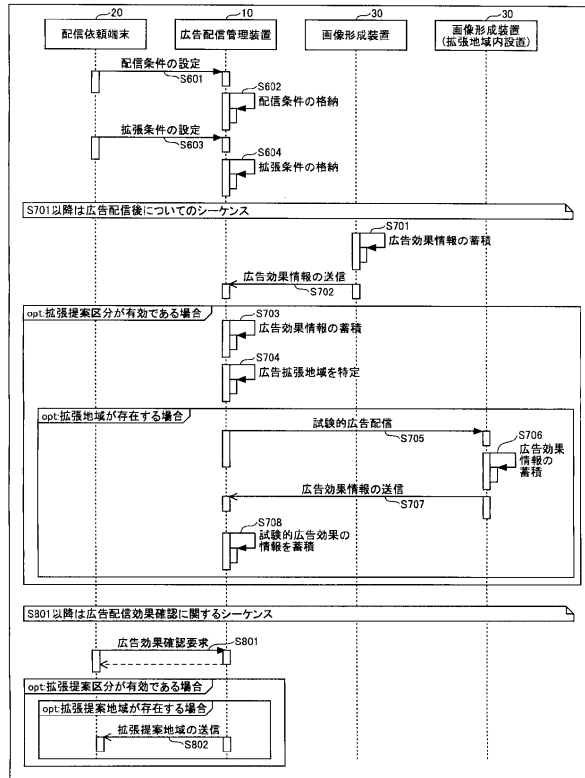 20
10
30
30
配信依頼端末
広告配信管理装置
画像形成装置
画像形成装置
(拡張地域内設置)
配信条件の設定
S601
S602
配信条件の格納
拡張条件の設定
S603
S604
拡張条件の格納
S701以降は広告配信後についてのシーケンス
S701
広告効果情報の蓄積
広告効果情報の送信
S702
opt:拡張提案区分が有効である場合
S703
広告効果情報の蓄積
S704
広告拡張地域を特定
opt:拡張地域が存在する場合
試験的広告配信
S705
S706
広告効果
情報の
蓄積
広告効果情報の送信
S707
S708
試験的広告効果の
情報を蓄積
S801以降は広告配信効果確認に関するシーケンス
広告効果確認要求
S801
opt:拡張提案区分が有効である場合
opt:拡張提案地域が存在する場合
拡張提案地域の送信
S802